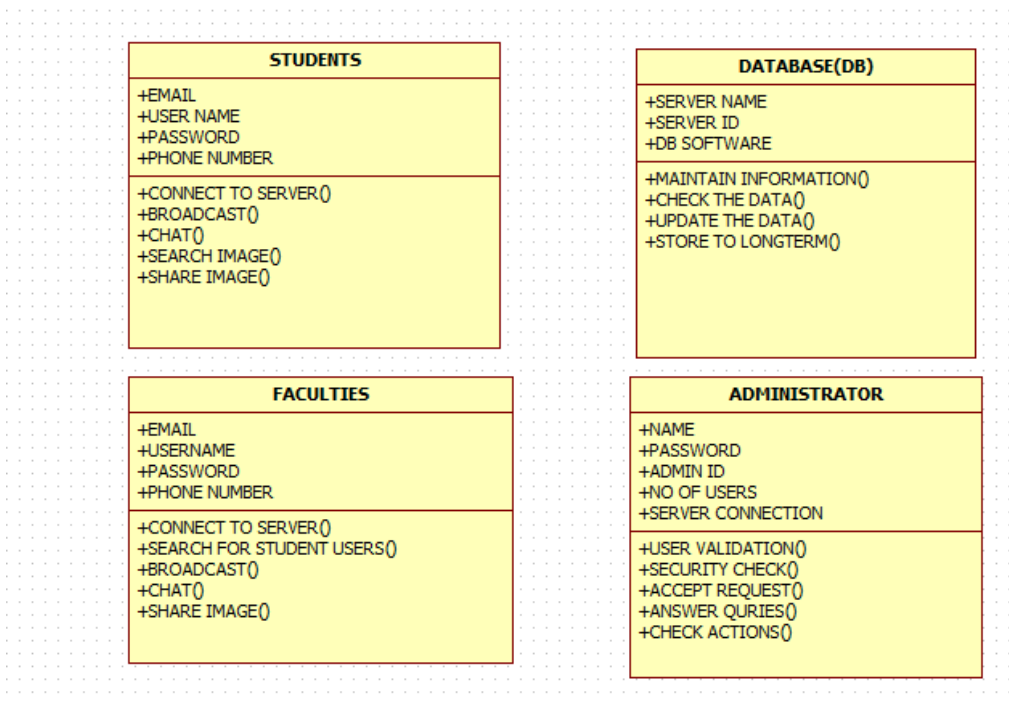 STUDENTS
+EMAIL
+USER NAME
+PASSWORD
+PHONE NUMBER
+CONNECT TO SERVER()
+BROADCAST()
+CHAT()
+SEARCH IMAGE()
+SHARE IMAGE()
DATABASE(DB)
+SERVER NAME
+SERVER ID
+DB SOFTWARE
+MAINTAIN INFORMATION()
+CHECK THE DATA()
+UPDATE THE DATA()
+STORE TO LONGTERM()
FACULTIES
+EMAIL
+USERNAME
+PASSWORD
+PHONE NUMBER
+CONNECT TO SERVER()
+SEARCH FOR STUDENT USERS()
+BROADCAST()
+CHAT()
+SHARE IMAGE()
ADMINISTRATOR
+NAME
+PASSWORD
+ADMIN ID
+NO OF USERS
+SERVER CONNECTION
+USER VALIDATION()
+SECURITY CHECK()
+ACCEPT REQUEST()
+ANSWER QURIES()
+CHECK ACTIONS()